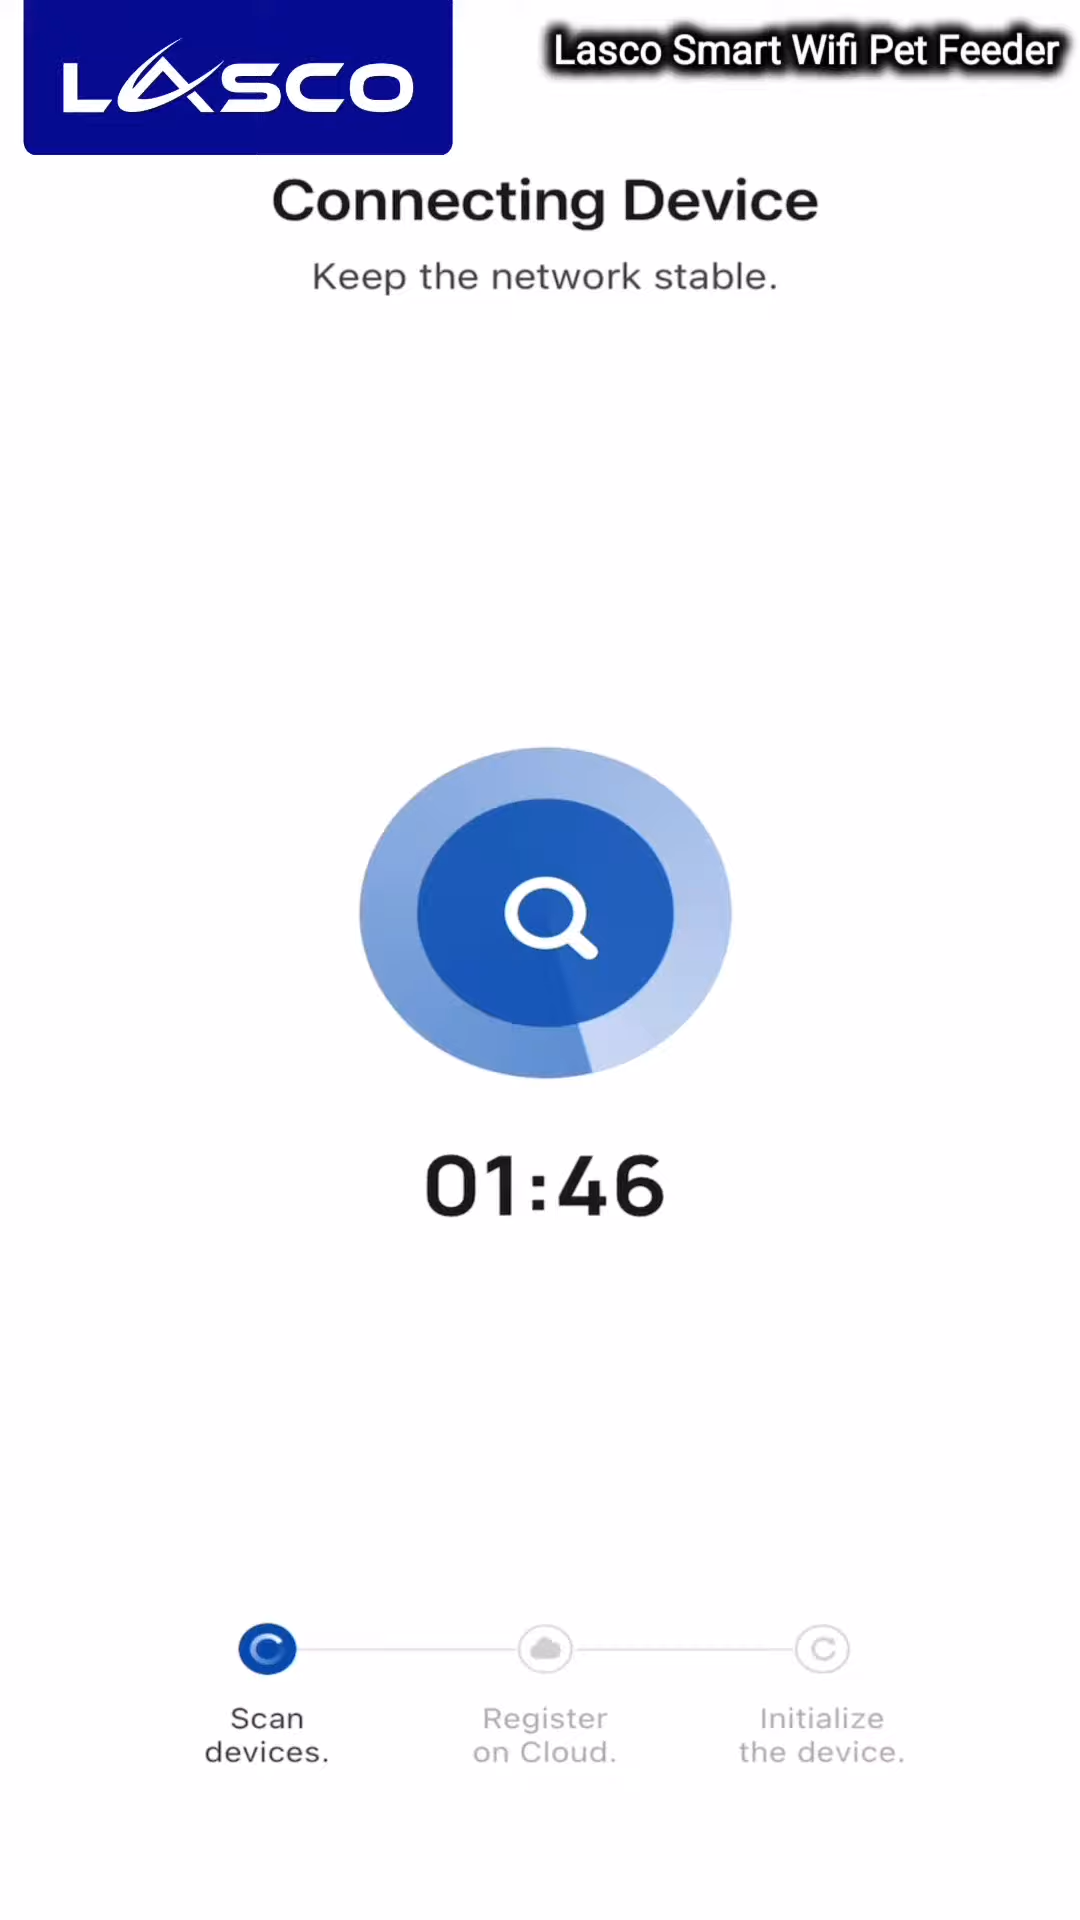 LASCO
Lasco Smart Wifi Pet Feeder
Connecting Device
Keep the network stable.
01:46
Scan
devices.
Register
on Cloud.
Initialize
the device.